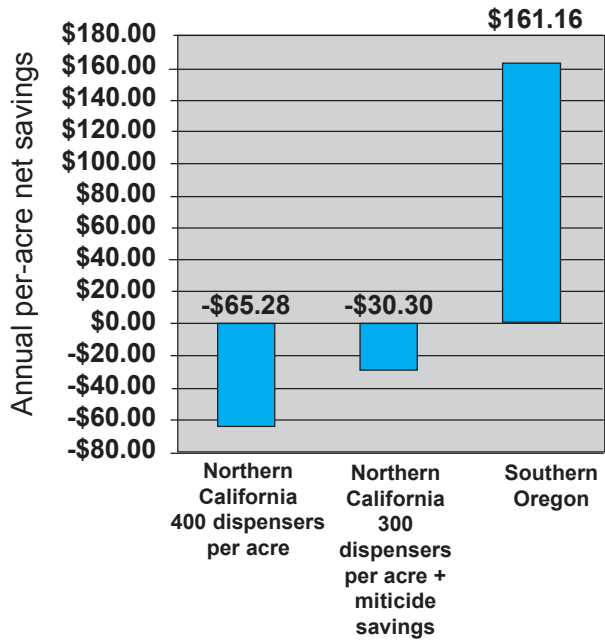 $161.16
$180.00
$160.00
$140.00
$120.00
$100.00
$80.00
$60.00
$40.00
$20.00
$0.00
-$20.00
-$40.00
-$60.00
-$80.00
Annual per-acre net savings
-$65.28
-$30.30
Northern
California
400 dispensers
per acre
Northern
California
300
dispensers
per acre +
miticide
savings
Southern
Oregon